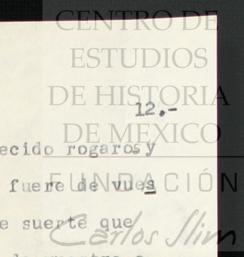 CENTRO DE
ESTUDIOS
DE HISTORIA
DE MEXICO
FUNDACIÓN
Carlos Slim
12.-
ecido rogaros, y
fuere de vues
e suerte que